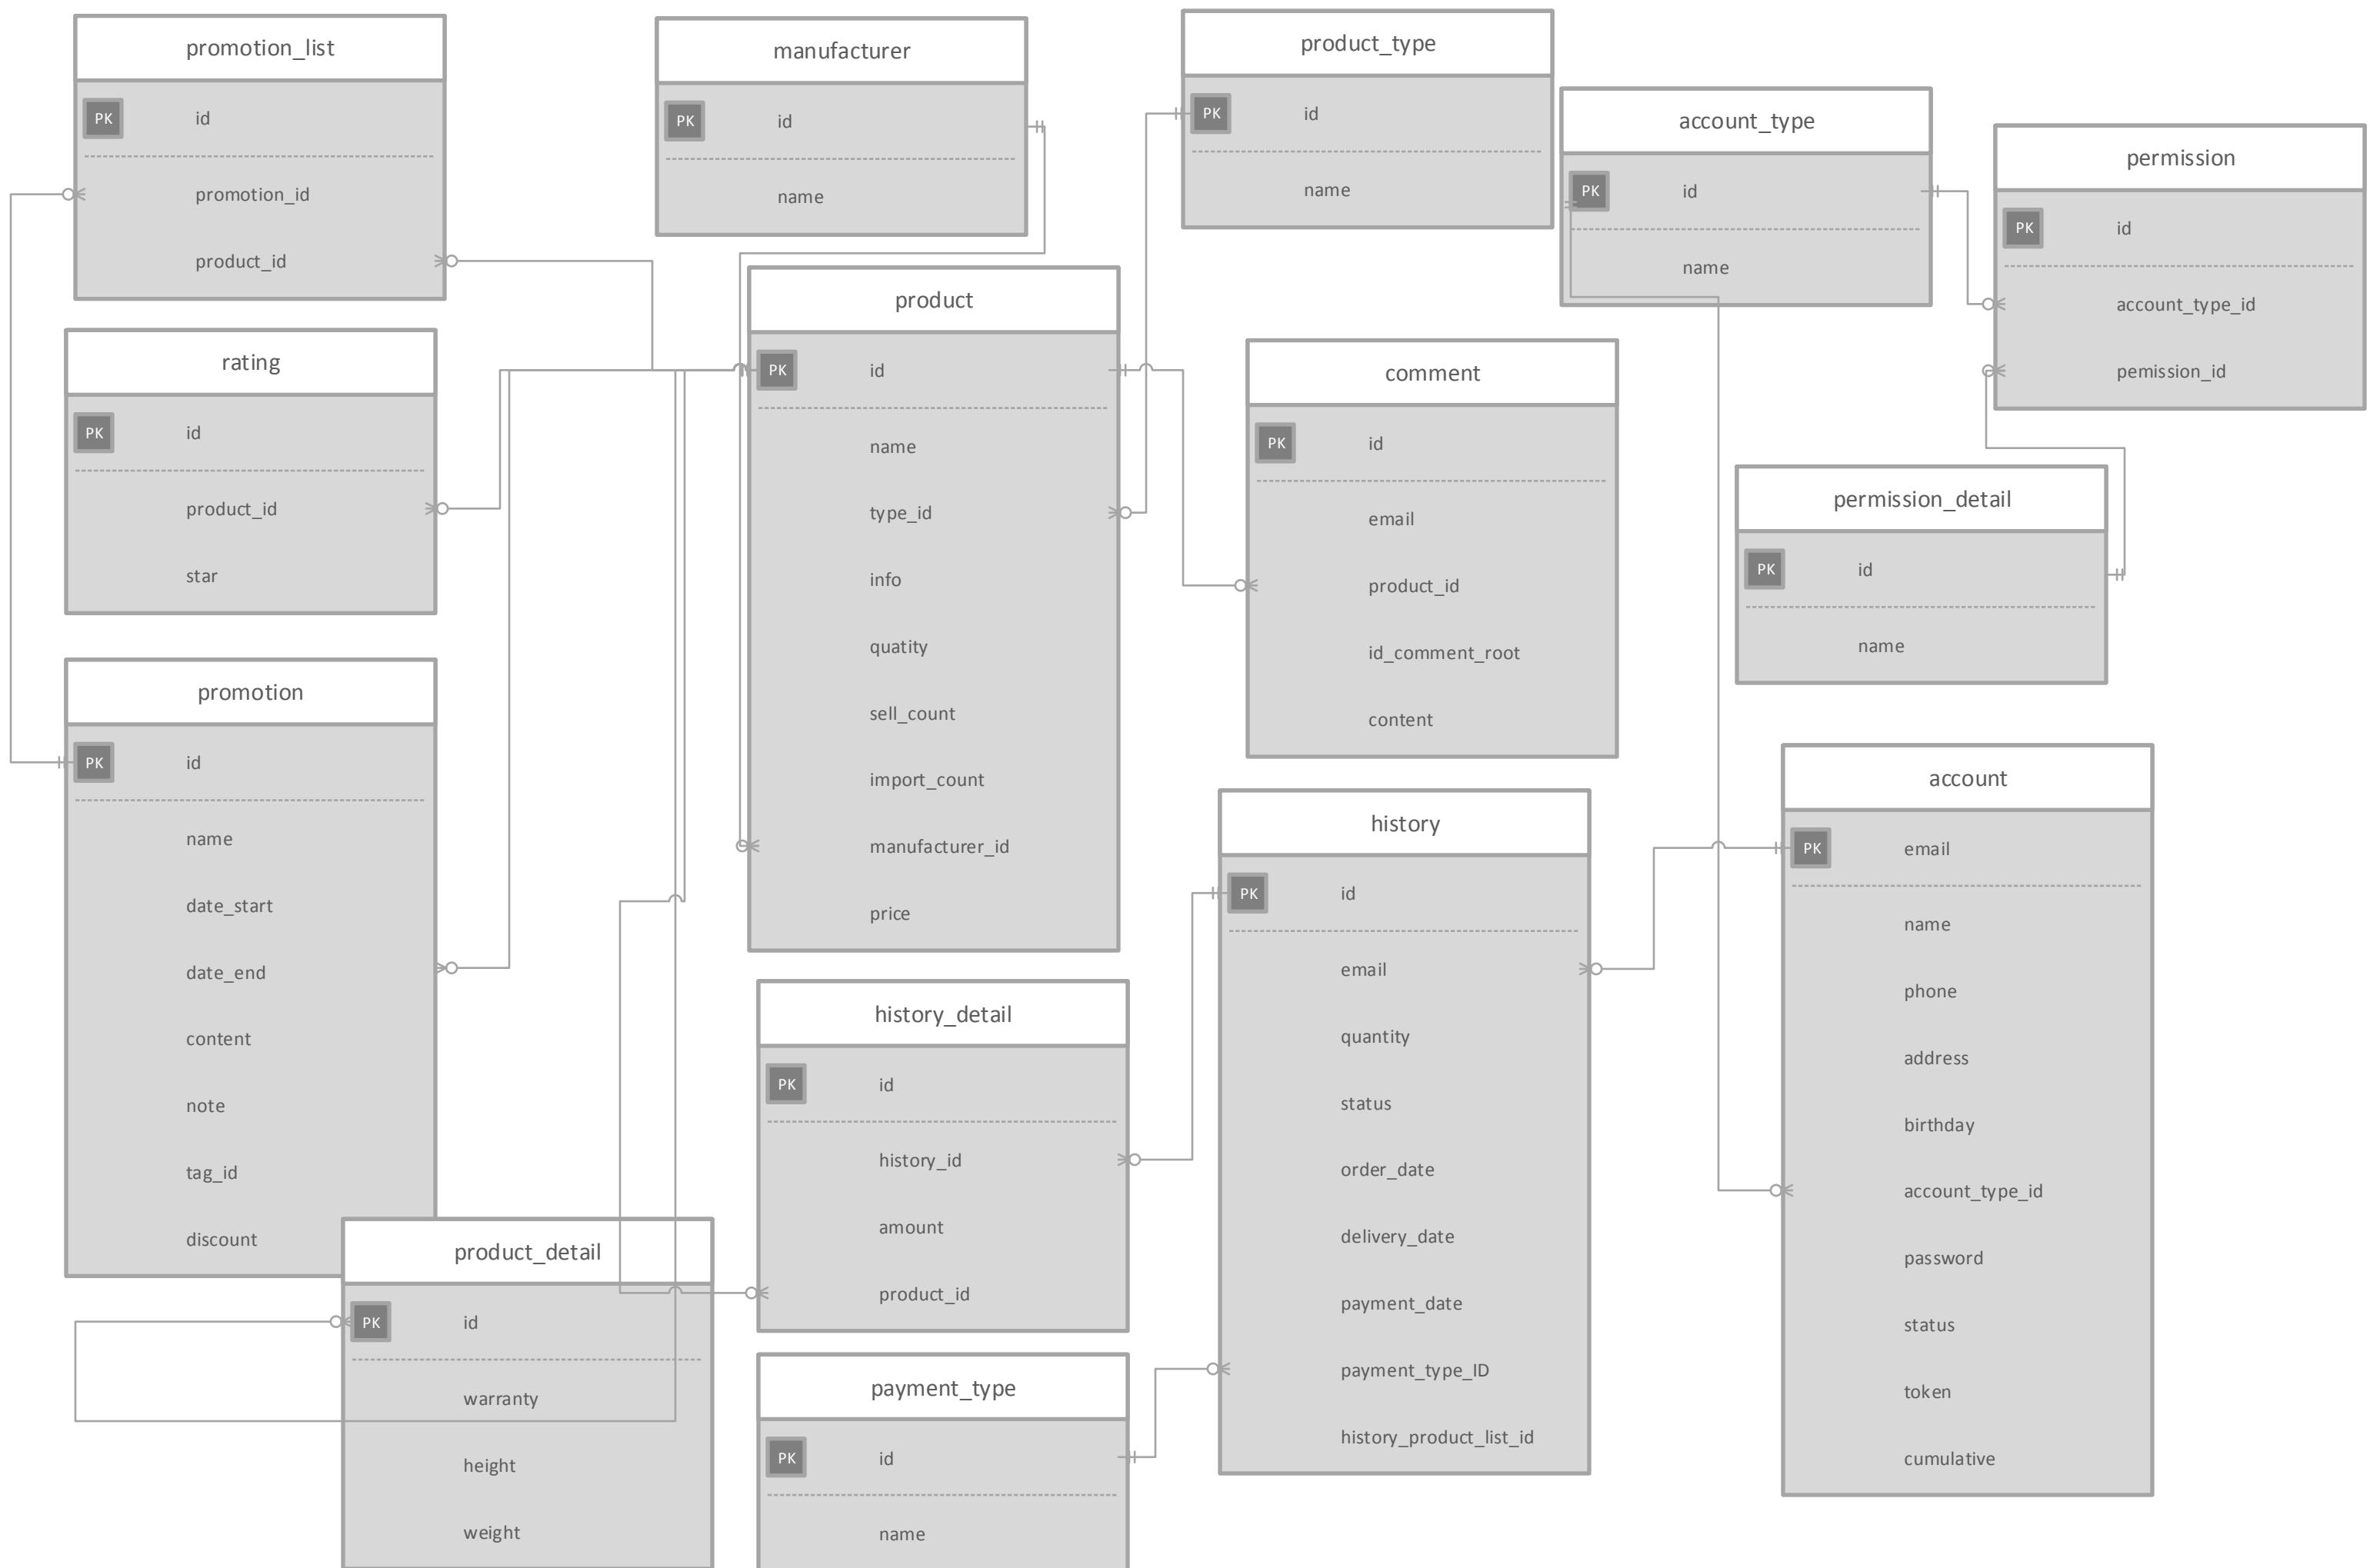 promotion_list
PK id
promotion_id
product_id
manufacturer
PK id
name
product_type
PK id
name
account_type
PK id
name
permission
PK id
account_type_id
pemission_id
rating
PK id
product_id
star
product
PK id
name
type_id
info
quatity
sell_count
import_count
manufacturer_id
price
comment
PK id
email
product_id
id_comment_root
content
permission_detail
PK id
name
promotion
PK id
name
date_start
date_end
content
note
tag_id
discount
history
PK id
email
quantity
status
order_date
delivery_date
payment_date
payment_type_ID
history_product_list_id
account
PK email
name
phone
address
birthday
account_type_id
password
status
token
cumulative
history_detail
PK id
history_id
amount
product_id
product_detail
PK id
warranty
height
weight
payment_type
PK id
name